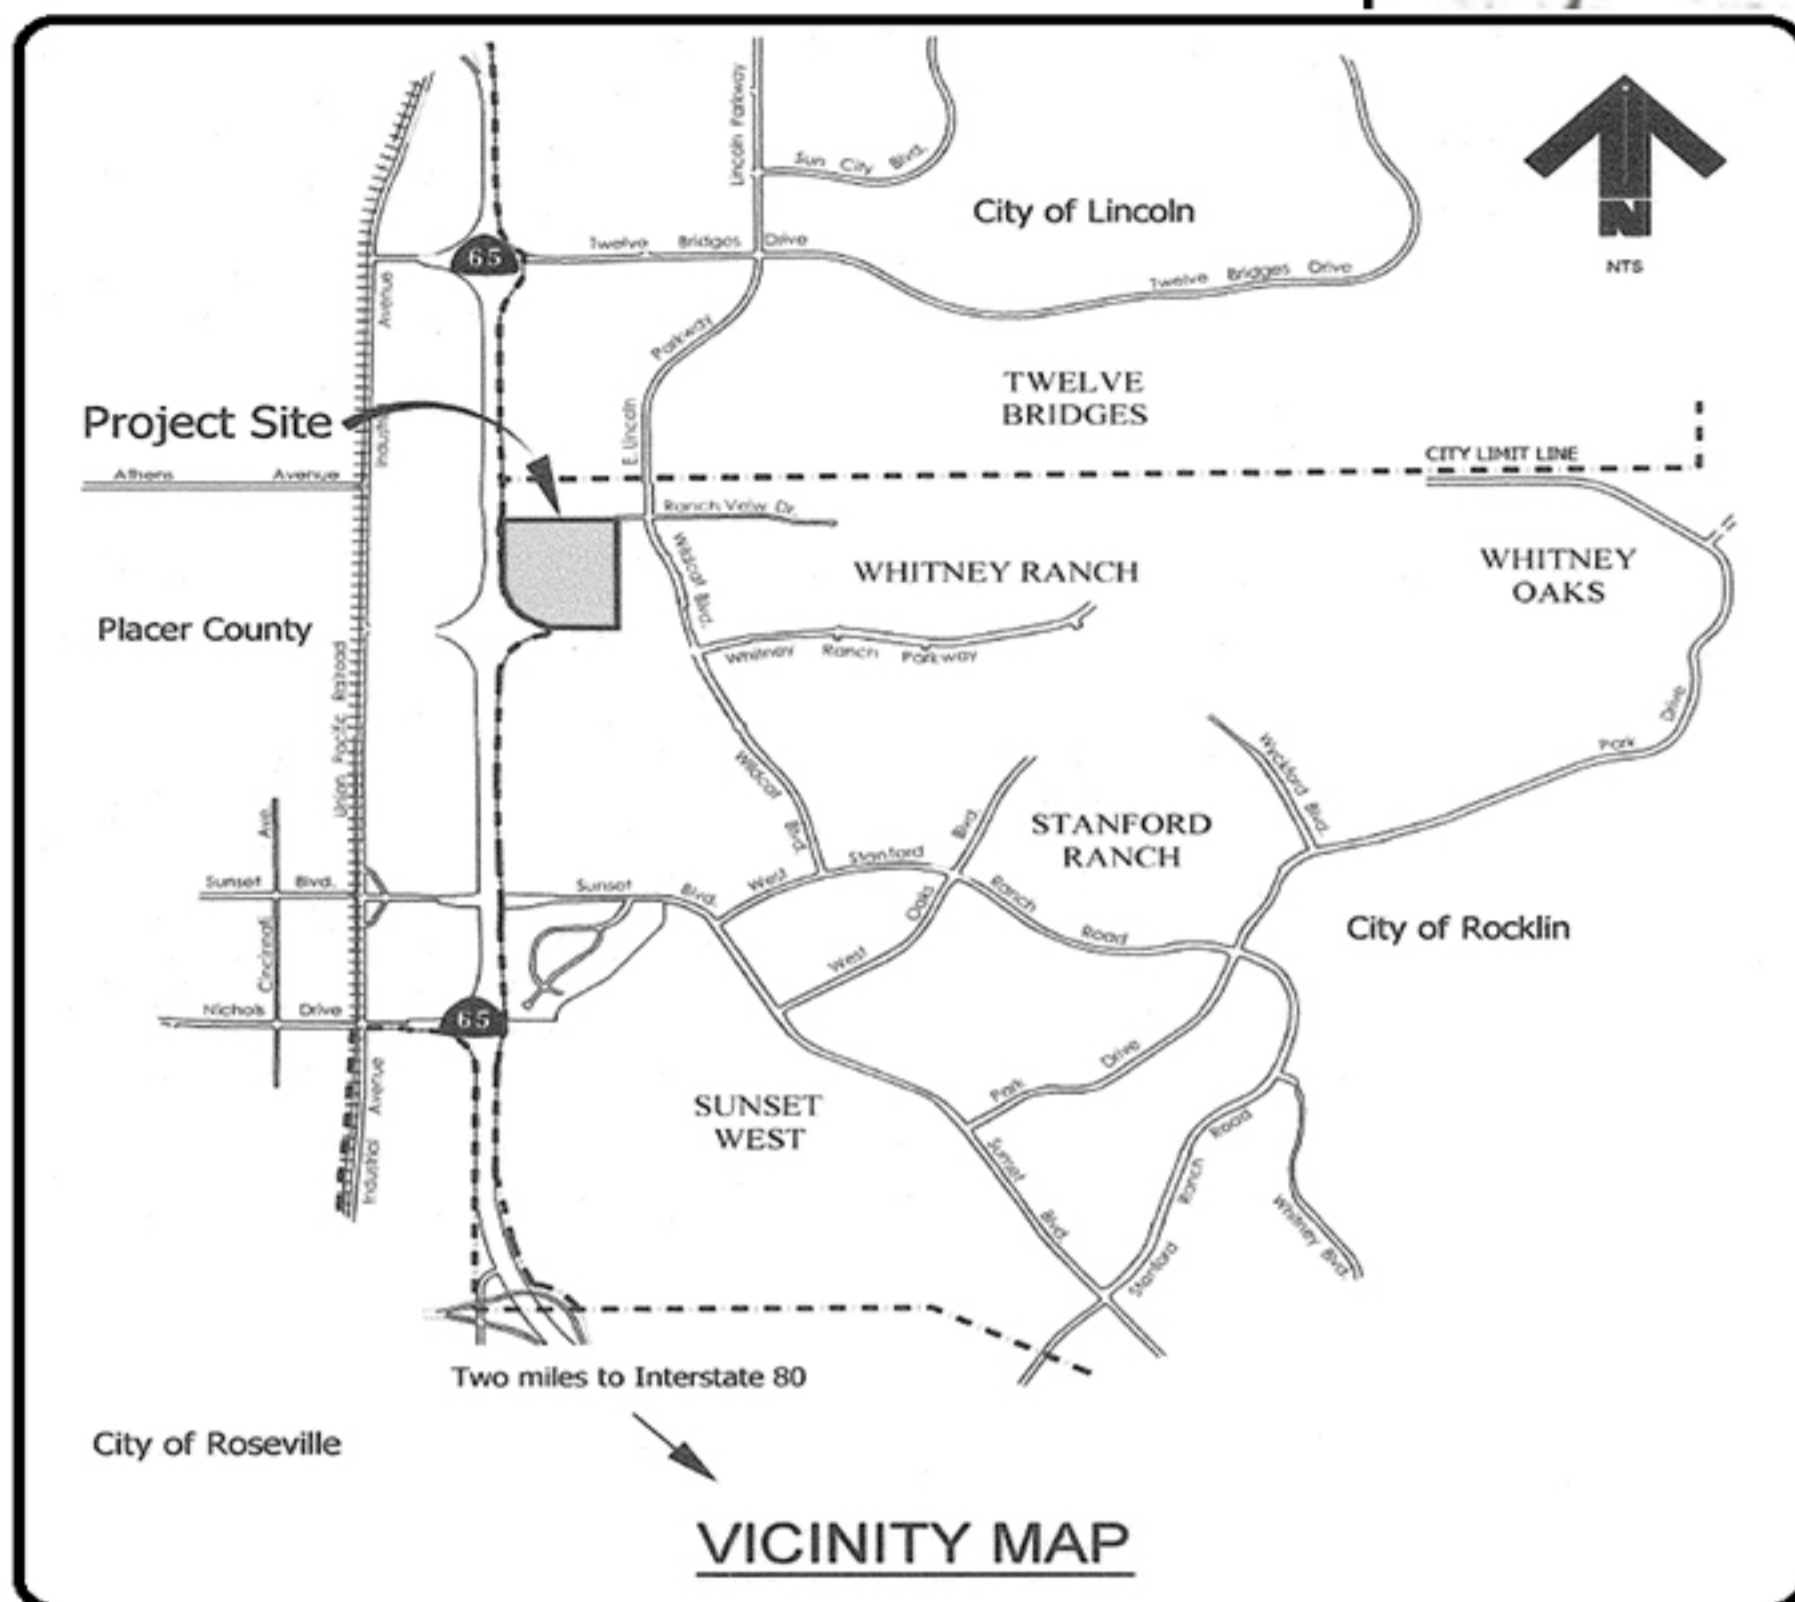 Lincoln Parkway
Sun City Blvd.
City of Lincoln
N
NTS
65
Twelve Bridges Drive
Twelve Bridges Drive
Avenue
Parkway
TWELVE
BRIDGES
Project Site
Industrial
E. Lincoln
CITY LIMIT LINE
Athens Avenue
Ranch Veiw Dr.
Wildcat Blvd.
WHITNEY RANCH
WHITNEY
OAKS
Placer County
Whitney Ranch Parkway
Union Pacific Railroad
Drive
Park
Wyckford Blvd.
Wildcat
Blvd.
Blvd.
STANFORD
RANCH
Ave.
Stanford
West
Sunset Blvd.
Sunset
Blvd.
Oaks
Ranch
Road
City of Rocklin
Cincinnati
West
Nichols Drive
65
Avenue
Drive
Park
SUNSET
WEST
Road
Industrial
Sunset
Ranch
Blvd
Whitney Blvd.
Stanford
Two miles to Interstate 80
City of Roseville
VICINITY MAP